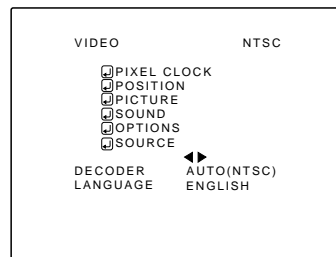 VIDEO NTSC
PIXEL CLOCK
POSITION
PICTURE
SOUND
OPTIONS
SOURCE
DECODER AUTO(NTSC)
LANGUAGE ENGLISH